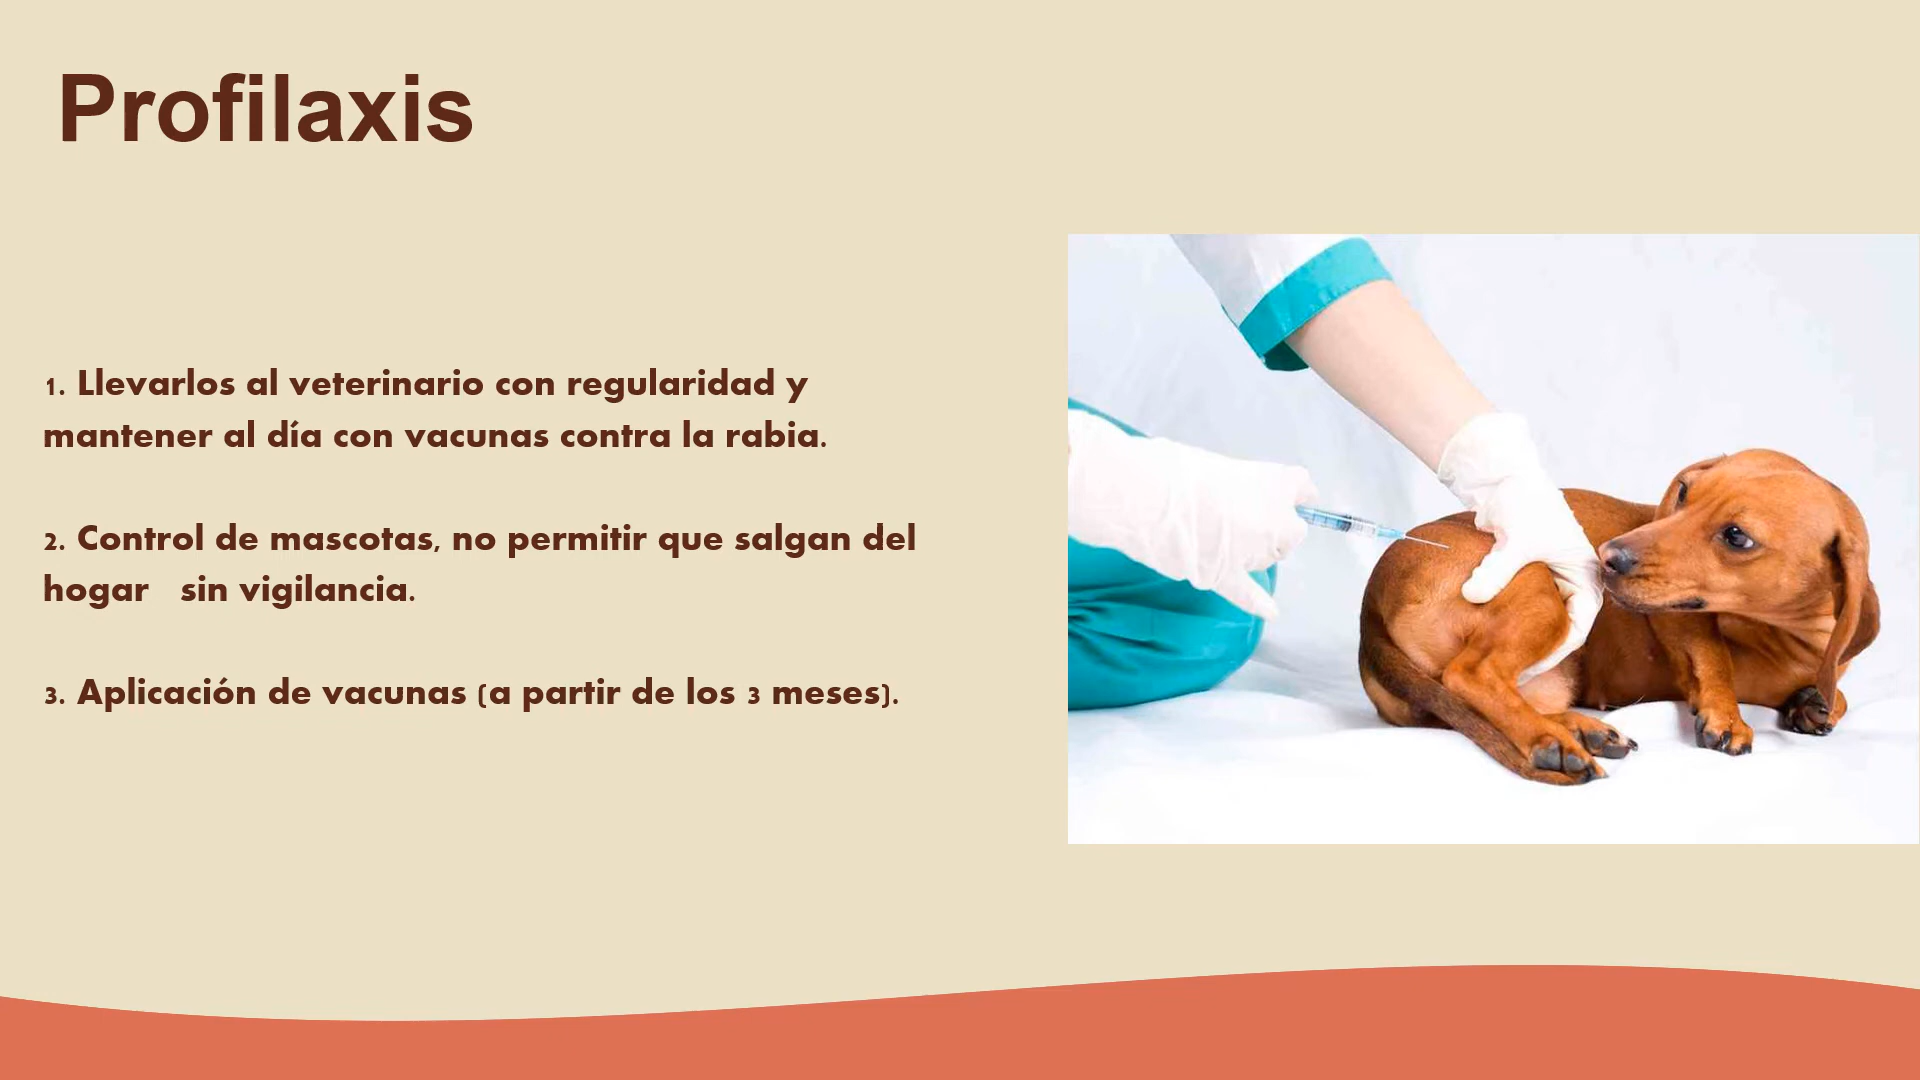 Profilaxis
1. Llevarlos al veterinario con regularidad y
mantener al día con vacunas contra la rabia.
2. Control de mascotas, no permitir que salgan del
hogar   sin vigilancia.
3. Aplicación de vacunas (a partir de los 3 meses).